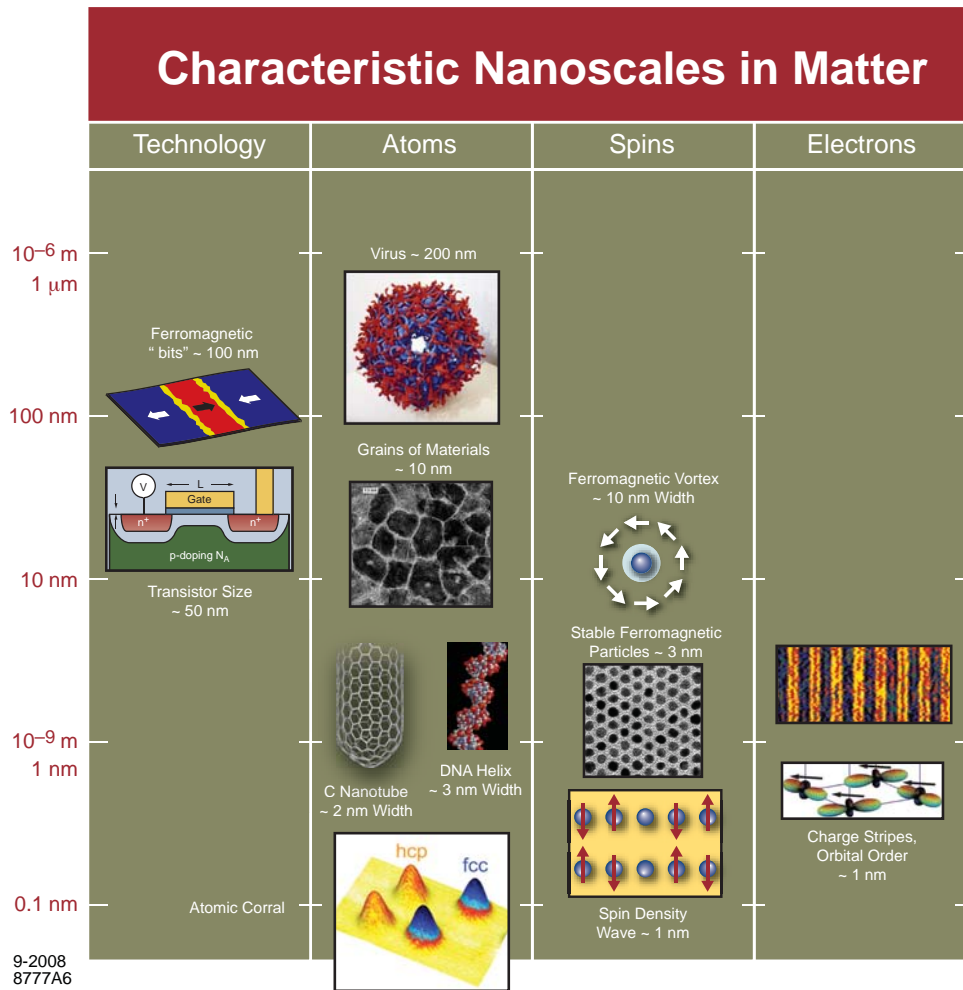 Characteristic Nanoscales in Matter
Technology
Atoms
Spins
Electrons
10–6 m
1 μm
100 nm
10 nm
10–9 m
1 nm
0.1 nm
Ferromagnetic
“ bits” ~ 100 nm
V
L
Gate
n+
n+
p-doping NA
Transistor Size
~ 50 nm
Atomic Corral
Virus ~ 200 nm
Grains of Materials
~ 10 nm
C Nanotube
~ 2 nm Width
DNA Helix
~ 3 nm Width
hcp
fcc
Ferromagnetic Vortex
~ 10 nm Width
Stable Ferromagnetic
Particles ~ 3 nm
Spin Density
Wave ~ 1 nm
Charge Stripes,
Orbital Order
~ 1 nm
9-2008
8777A6